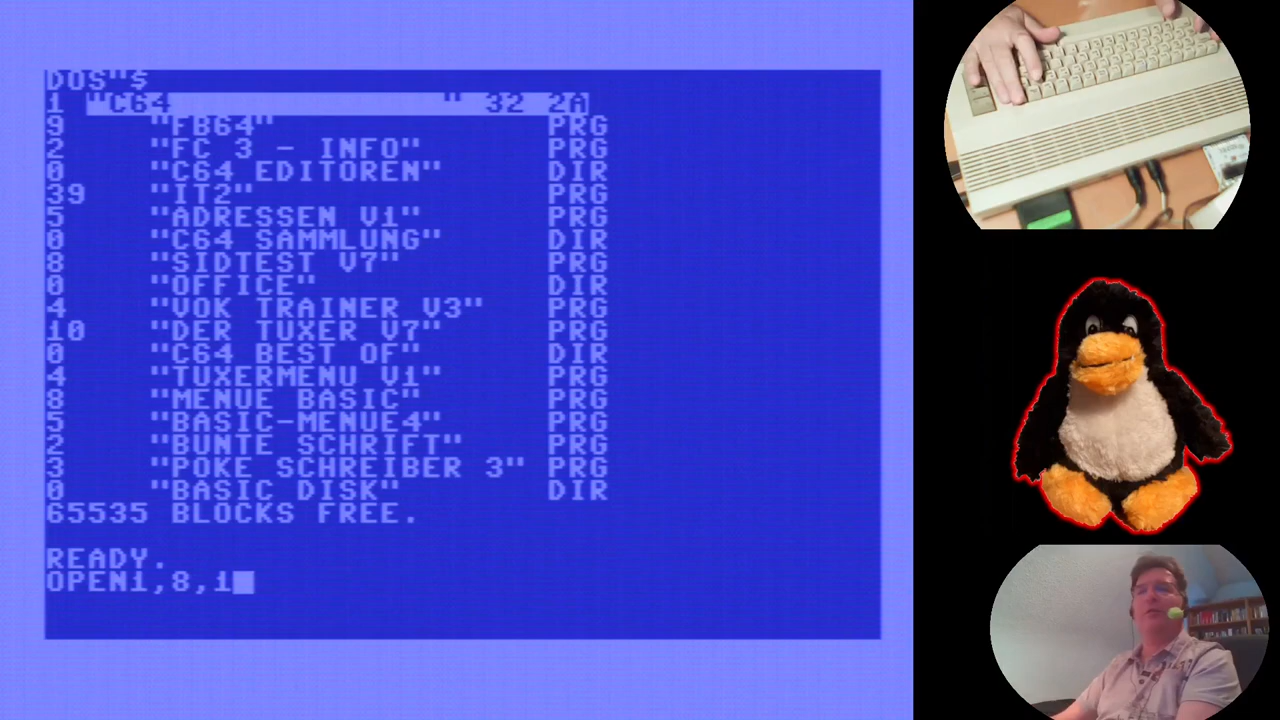 DOS"$
1 "C64             " 32 2A
9    "FB64"             PRG
2    "FC 3 - INFO"      PRG
0    "C64 EDITOREN"     DIR
39   "IT2"              PRG
5    "ADRESSEN V1"      PRG
0    "C64 SAMMLUNG"     DIR
8    "SIDTEST V7"       PRG
0    "OFFICE"           DIR
4    "VOK TRAINER V3"   PRG
10   "DER TUXER V7"     PRG
0    "C64 BEST OF"      DIR
4    "TUXERMENU V1"     PRG
8    "MENUE BASIC"      PRG
5    "BASIC-MENUE4"     PRG
2    "BUNTE SCHRIFT"    PRG
3    "POKE SCHREIBER 3" PRG
0    "BASIC DISK"       DIR
65535 BLOCKS FREE.
READY.
OPEN1,8,1